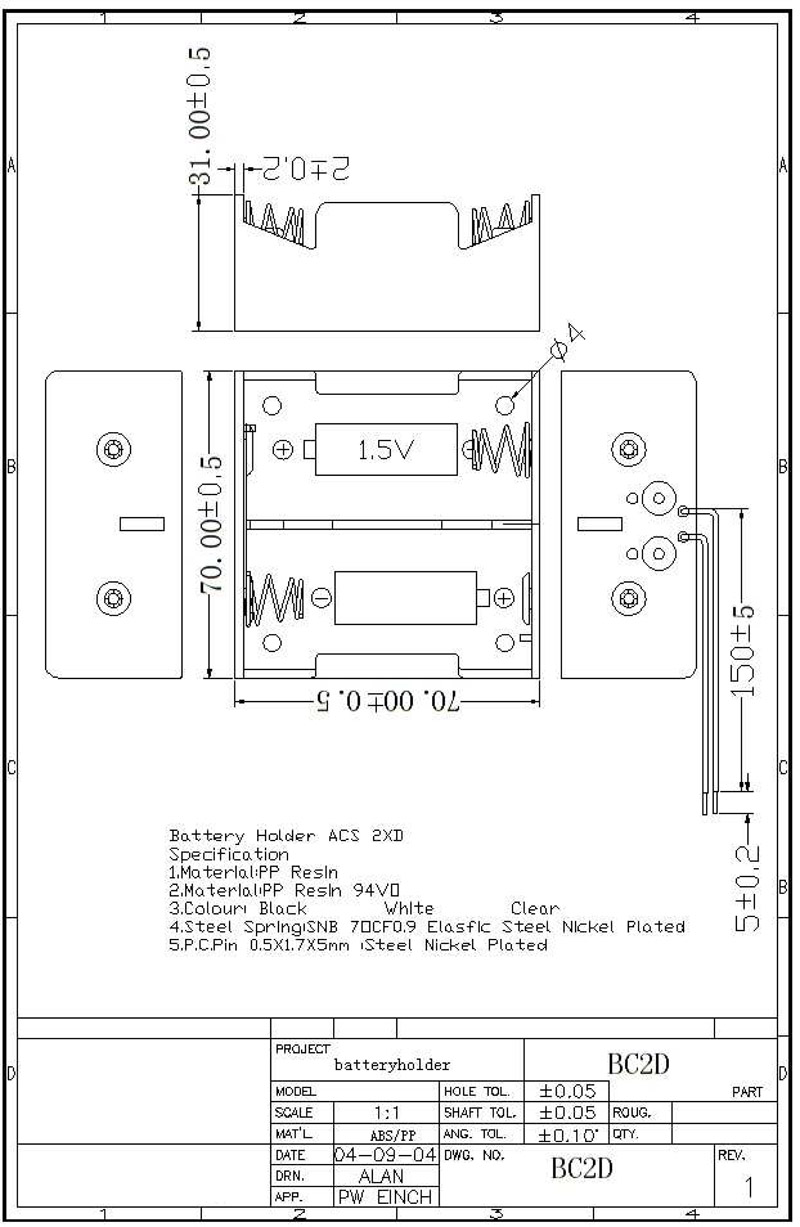 1 2 3 4
A A
31.00±0.5
2±0.2
ø4
B B
1.5V
70.00±0.5
70.00±0.5
150±5
5±0.2
C C
Battery Holder ACS 2XD
Specification
1.Material:PP Resin
2.Material:PP Resin 94V0
3.Colour: Black White Clear
4.Steel Spring:SNB 70CF0.9 Elasfic Steel Nickel Plated
5.P.C.Pin 0.5X1.7X5mm :Steel Nickel Plated
B
D D
PROJECT
batteryholder
BC2D
MODEL HOLE TOL. ±0.05 PART
SCALE 1:1 SHAFT TOL. ±0.05 ROUG.
MAT'L ABS/PP ANG. TOL. ±0.10° QTY.
DATE 04-09-04 DWG. NO. BC2D REV.
DRN. ALAN 1
APP. PW EINCH
1 2 3 4